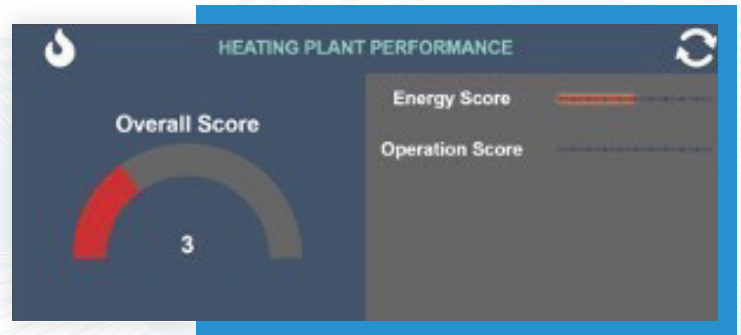 HEATING PLANT PERFORMANCE
Overall Score
3
Energy Score
Operation Score